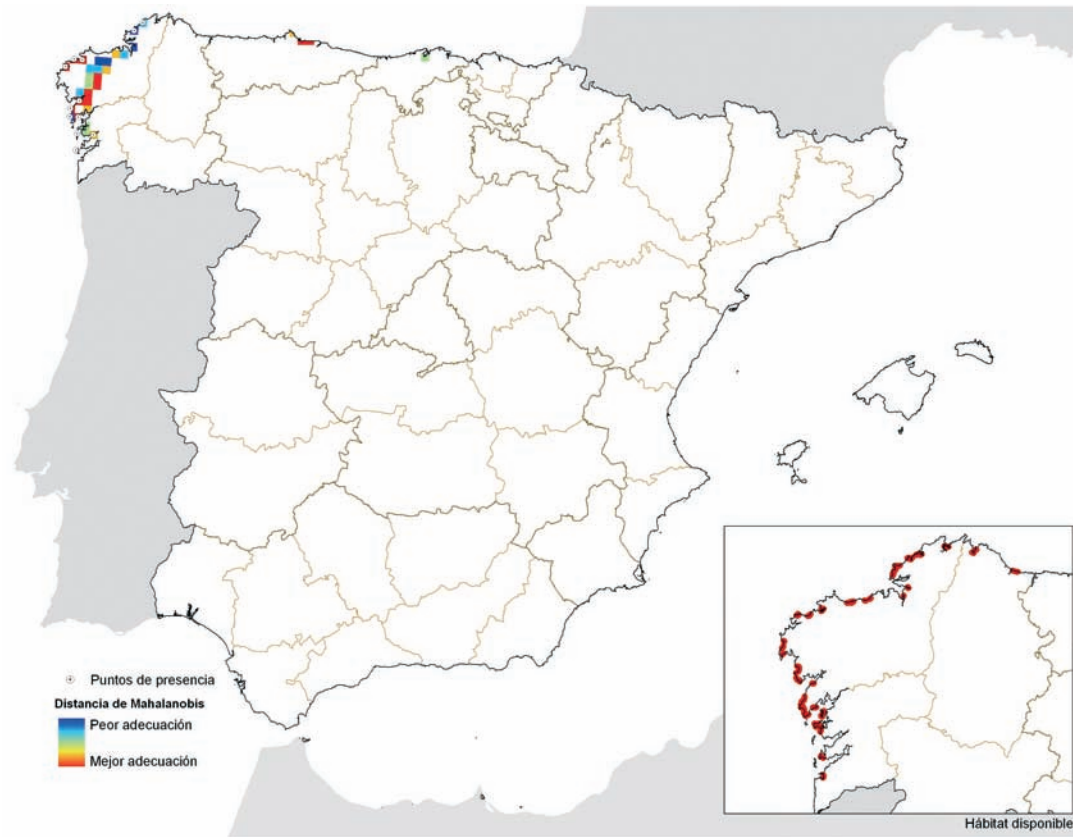 Puntos de presencia
Distancia de Mahalanobis
Peor adecuación
Mejor adecuación
Hábitat disponible